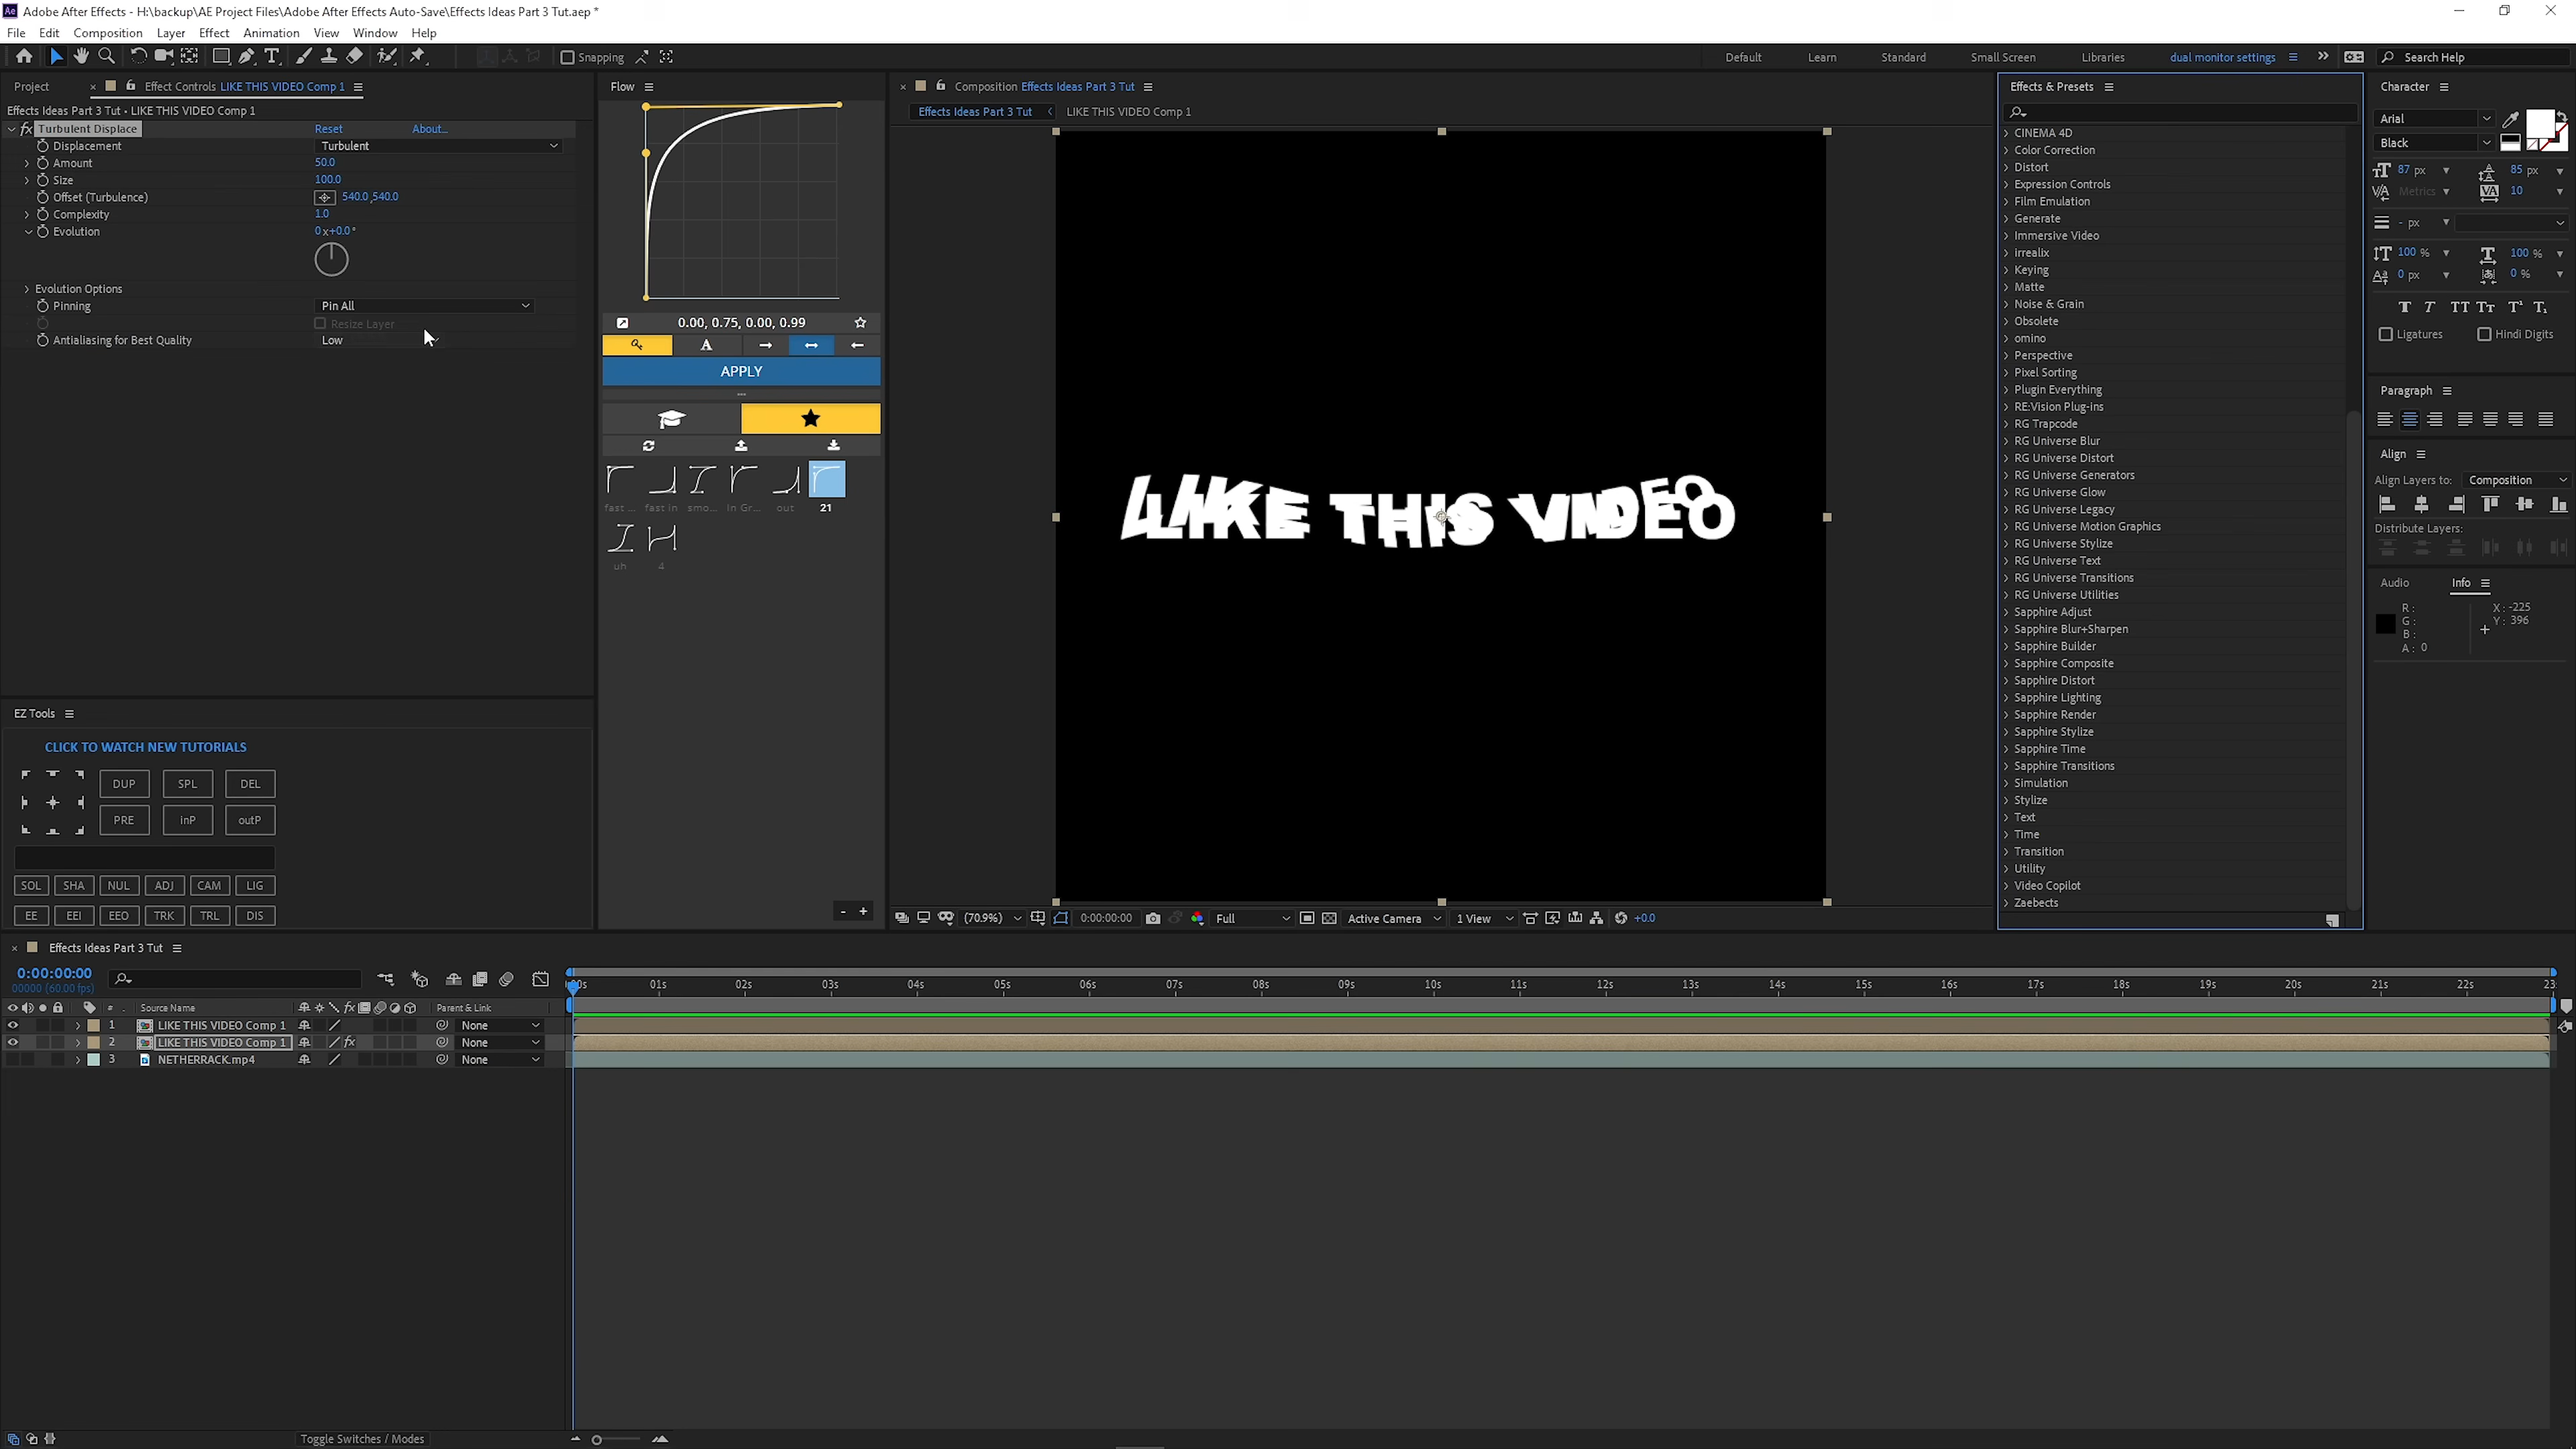 Adobe After Effects - H:\backup\AE Project Files\Adobe After Effects Auto-Save\Effects Ideas Part 3 Tut.aep *
File Edit Composition Layer Effect Animation View Window Help
Snapping
Default Learn Standard Small Screen Libraries dual monitor settings Search Help
Project Effect Controls LIKE THIS VIDEO Comp 1
Effects Ideas Part 3 Tut • LIKE THIS VIDEO Comp 1
fx Turbulent Displace Reset About...
Displacement Turbulent
Amount 50.0
Size 100.0
Offset (Turbulence) 540.0,540.0
Complexity 1.0
Evolution 0x+0.0°
Evolution Options
Pinning Pin All
Resize Layer
Antialiasing for Best Quality Low
Flow
0.00, 0.75, 0.00, 0.99
A
APPLY
fast ... fast in smo... In Gr... out 21
uh 4
- +
EZ Tools
CLICK TO WATCH NEW TUTORIALS
DUP SPL DEL
PRE inP outP
SOL SHA NUL ADJ CAM LIG
EE EEI EEO TRK TRL DIS
Composition Effects Ideas Part 3 Tut
Effects Ideas Part 3 Tut LIKE THIS VIDEO Comp 1
LIKE THIS VIDEO
(70.9%) 0:00:00:00 Full Active Camera 1 View +0.0
Effects & Presets
CINEMA 4D
Color Correction
Distort
Expression Controls
Film Emulation
Generate
Immersive Video
irrealix
Keying
Matte
Noise & Grain
Obsolete
omino
Perspective
Pixel Sorting
Plugin Everything
RE:Vision Plug-ins
RG Trapcode
RG Universe Blur
RG Universe Distort
RG Universe Generators
RG Universe Glow
RG Universe Legacy
RG Universe Motion Graphics
RG Universe Stylize
RG Universe Text
RG Universe Transitions
RG Universe Utilities
Sapphire Adjust
Sapphire Blur+Sharpen
Sapphire Builder
Sapphire Composite
Sapphire Distort
Sapphire Lighting
Sapphire Render
Sapphire Stylize
Sapphire Time
Sapphire Transitions
Simulation
Stylize
Text
Time
Transition
Utility
Video Copilot
Zaebects
Character
Arial
Black
87 px 85 px
Metrics 10
- px
100 % 100 %
0 px 0 %
Ligatures Hindi Digits
Paragraph
Align
Align Layers to: Composition
Distribute Layers:
Audio Info
R: X: -225
G: Y: 396
B:
A: 0
Effects Ideas Part 3 Tut
0:00:00:00
00000 (60.00 fps)
# Source Name fx Parent & Link
1 LIKE THIS VIDEO Comp 1 None
2 LIKE THIS VIDEO Comp 1 fx None
3 NETHERRACK.mp4 None
01s 02s 03s 04s 05s 06s 07s 08s 09s 10s 11s 12s 13s 14s 15s 16s 17s 18s 19s 20s 21s 22s
Toggle Switches / Modes